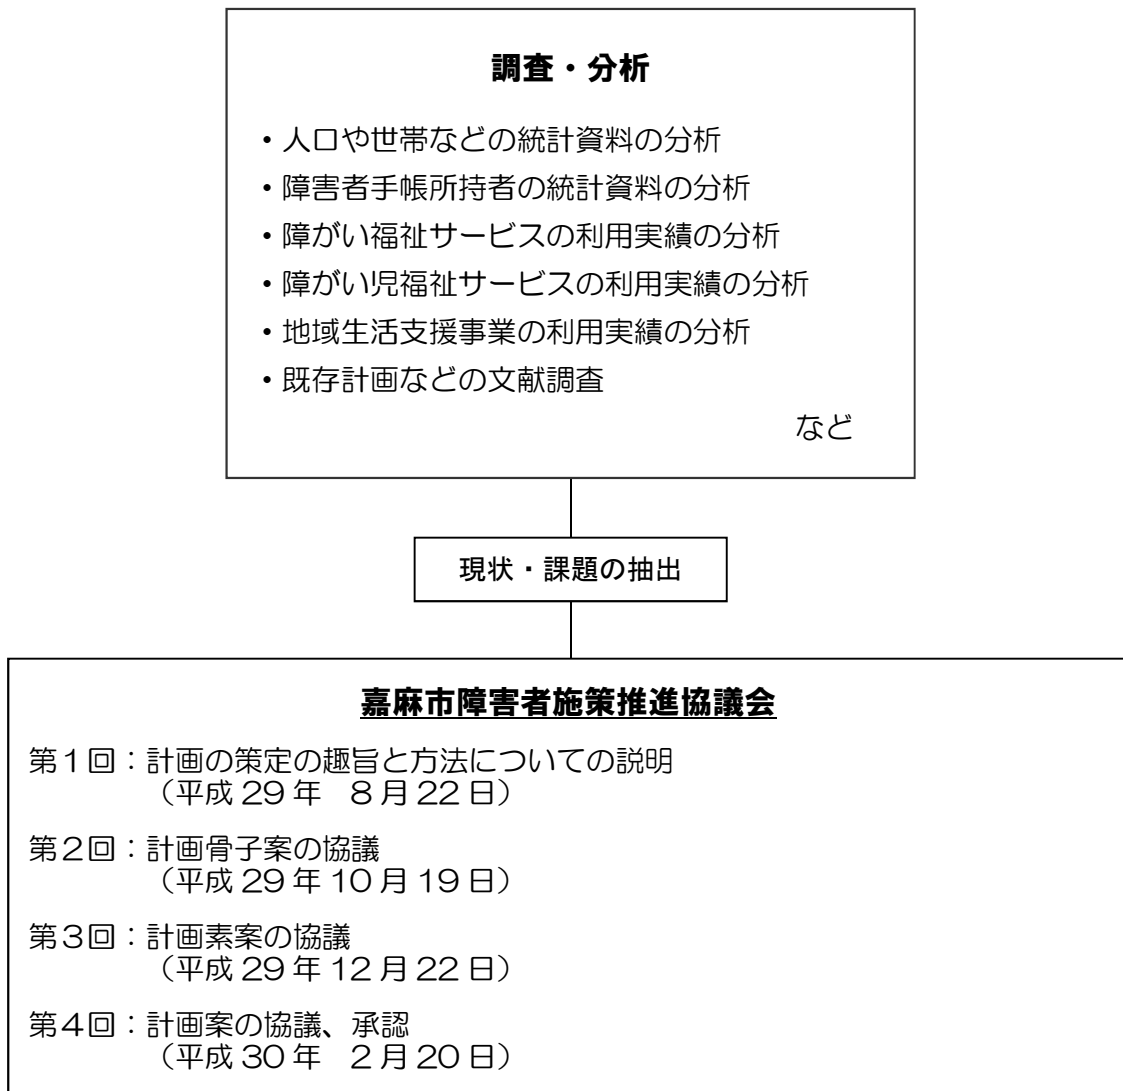 調査・分析
・人口や世帯などの統計資料の分析
・障害者手帳所持者の統計資料の分析
・障がい福祉サービスの利用実績の分析
・障がい児福祉サービスの利用実績の分析
・地域生活支援事業の利用実績の分析
・既存計画などの文献調査
など
現状・課題の抽出
嘉麻市障害者施策推進協議会
第１回：計画の策定の趣旨と方法についての説明
（平成 29 年　8 月 22 日）
第２回：計画骨子案の協議
（平成 29 年 10 月 19 日）
第３回：計画素案の協議
（平成 29 年 12 月 22 日）
第４回：計画案の協議、承認
（平成 30 年　2 月 20 日）